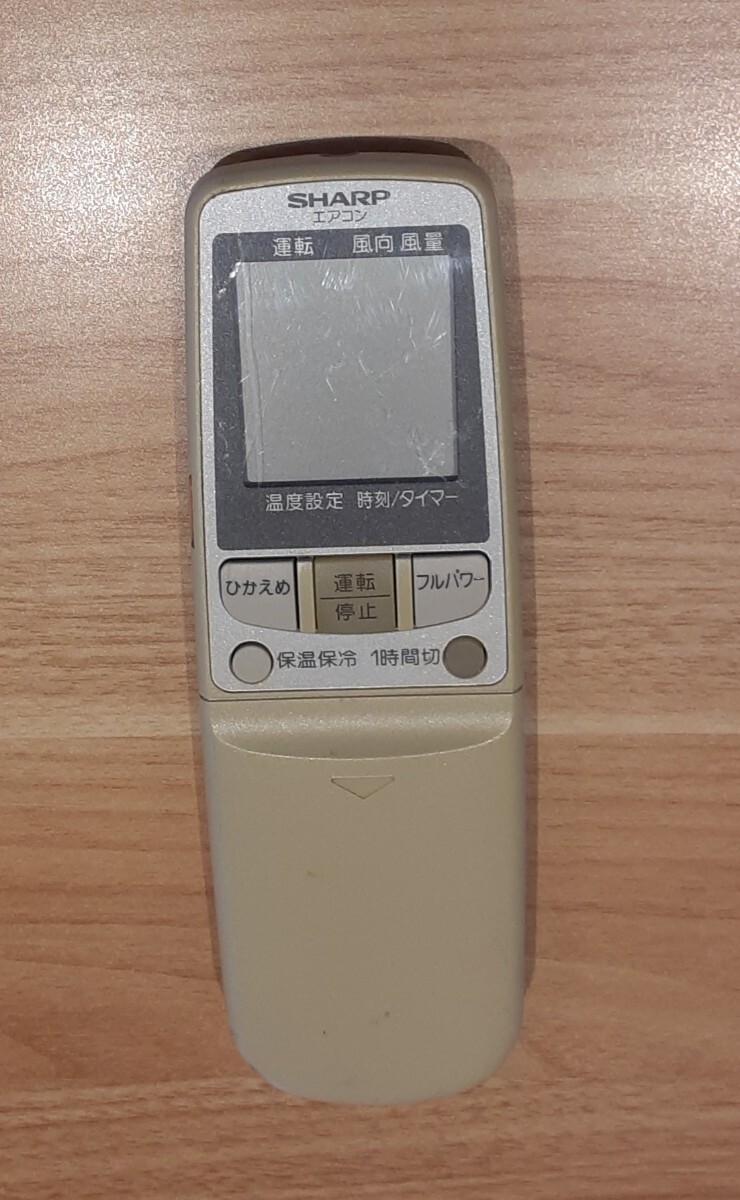 SHARP
エアコン
運転 風向 風量
温度設定 時刻/タイマー
ひかえめ 運転 フルパワー
停止
保温保冷 1時間切